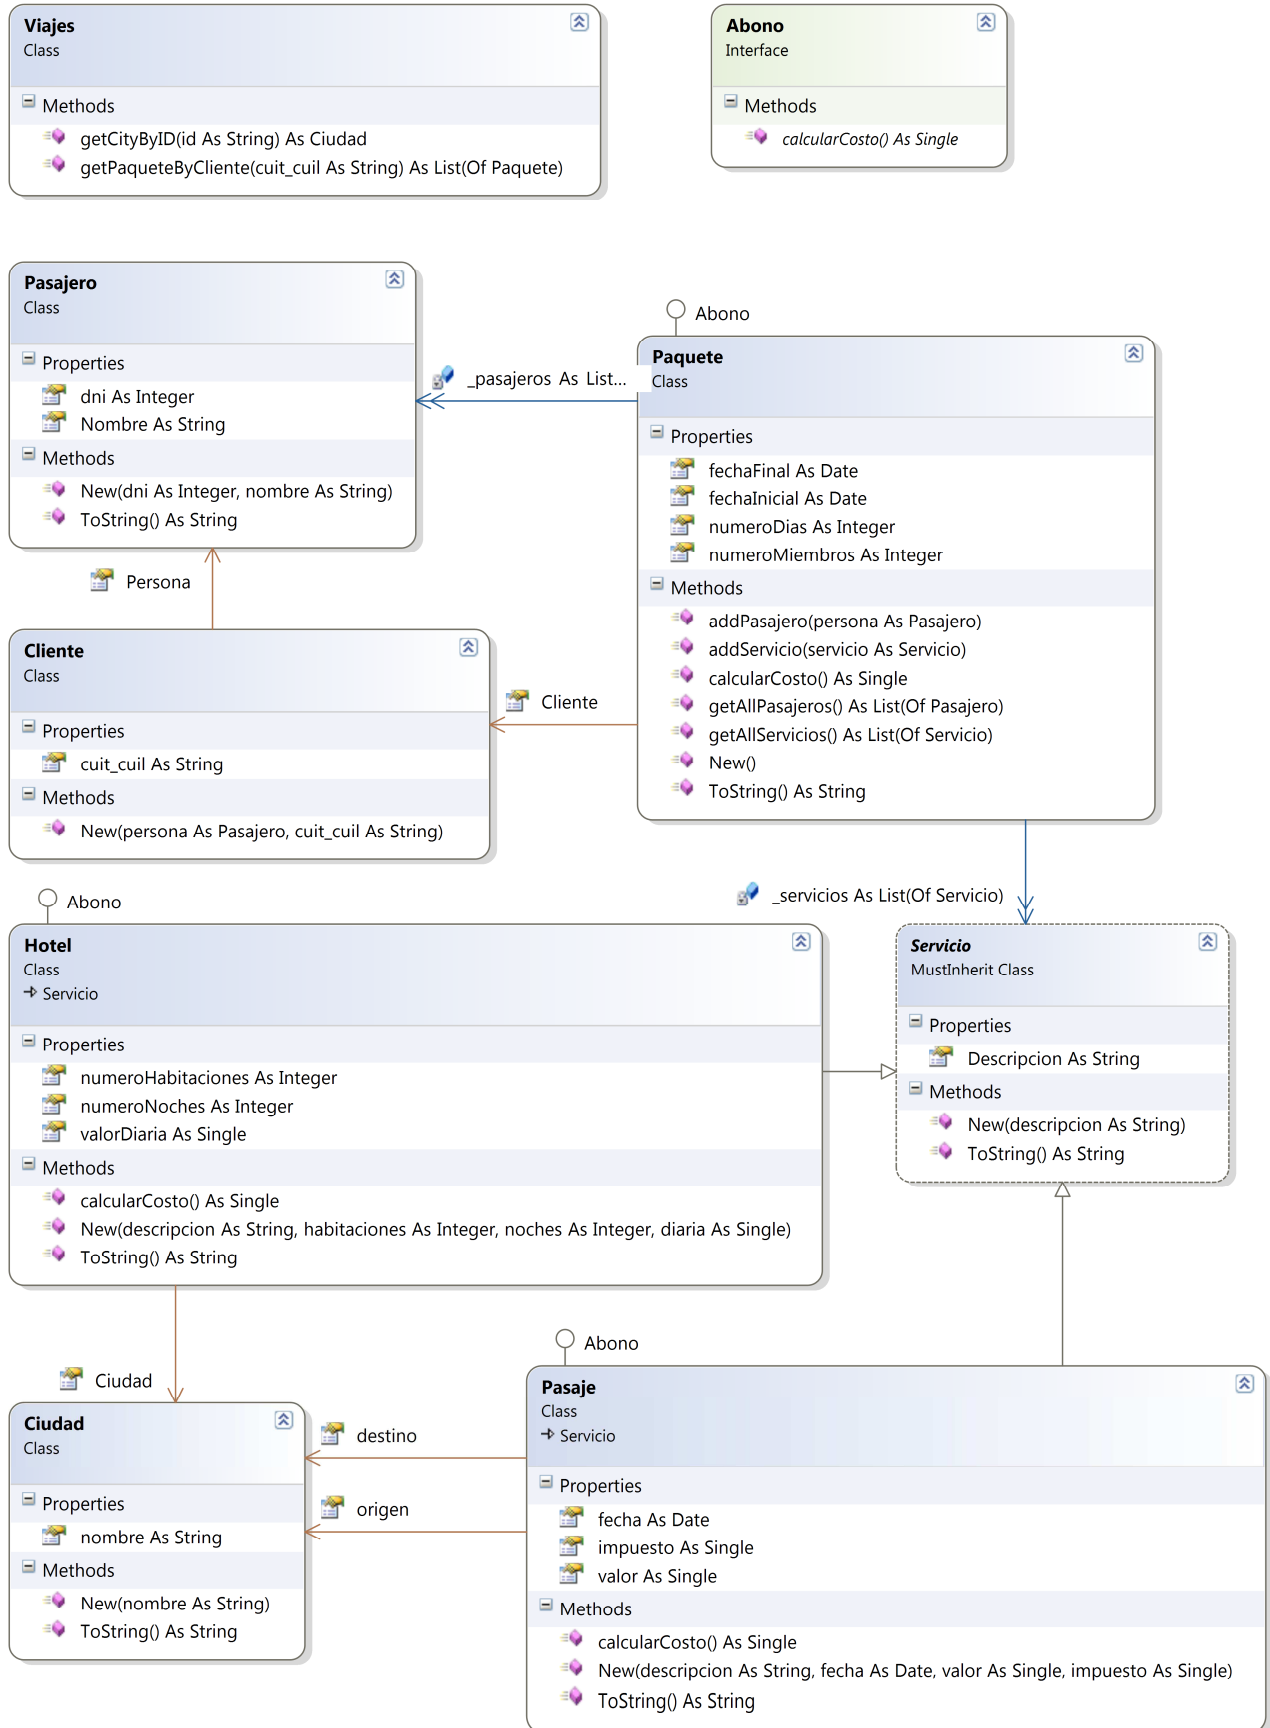 Viajes
Class
Methods
getCityByID(id As String) As Ciudad
getPaqueteByCliente(cuit_cuil As String) As List(Of Paquete)
Abono
Interface
Methods
calcularCosto() As Single
Pasajero
Class
Properties
dni As Integer
Nombre As String
Methods
New(dni As Integer, nombre As String)
ToString() As String
_pasajeros As List...
Abono
Paquete
Class
Properties
fechaFinal As Date
fechaInicial As Date
numeroDias As Integer
numeroMiembros As Integer
Methods
addPasajero(persona As Pasajero)
addServicio(servicio As Servicio)
calcularCosto() As Single
getAllPasajeros() As List(Of Pasajero)
getAllServicios() As List(Of Servicio)
New()
ToString() As String
Persona
Cliente
Class
Properties
cuit_cuil As String
Methods
New(persona As Pasajero, cuit_cuil As String)
Cliente
_servicios As List(Of Servicio)
Abono
Hotel
Class
Servicio
Properties
numeroHabitaciones As Integer
numeroNoches As Integer
valorDiaria As Single
Methods
calcularCosto() As Single
New(descripcion As String, habitaciones As Integer, noches As Integer, diaria As Single)
ToString() As String
Servicio
MustInherit Class
Properties
Descripcion As String
Methods
New(descripcion As String)
ToString() As String
Ciudad
Ciudad
Class
Properties
nombre As String
Methods
New(nombre As String)
ToString() As String
destino
origen
Abono
Pasaje
Class
Servicio
Properties
fecha As Date
impuesto As Single
valor As Single
Methods
calcularCosto() As Single
New(descripcion As String, fecha As Date, valor As Single, impuesto As Single)
ToString() As String